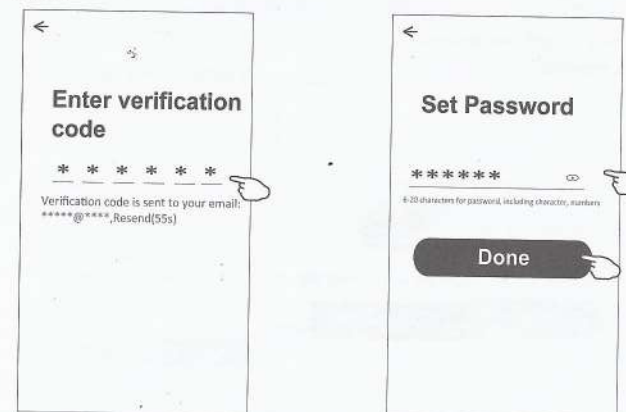 Enter verification
code
* * * * * *
Verification code is sent to your email:
*****@****,Resend(55s)
Set Password
******
6-20 characters for password, including character, numbers
Done